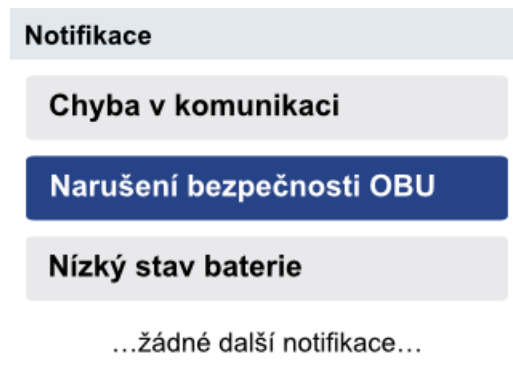 Notifikace
Chyba v komunikaci
Narušení bezpečnosti OBU
Nízký stav baterie
…žádné další notifikace…